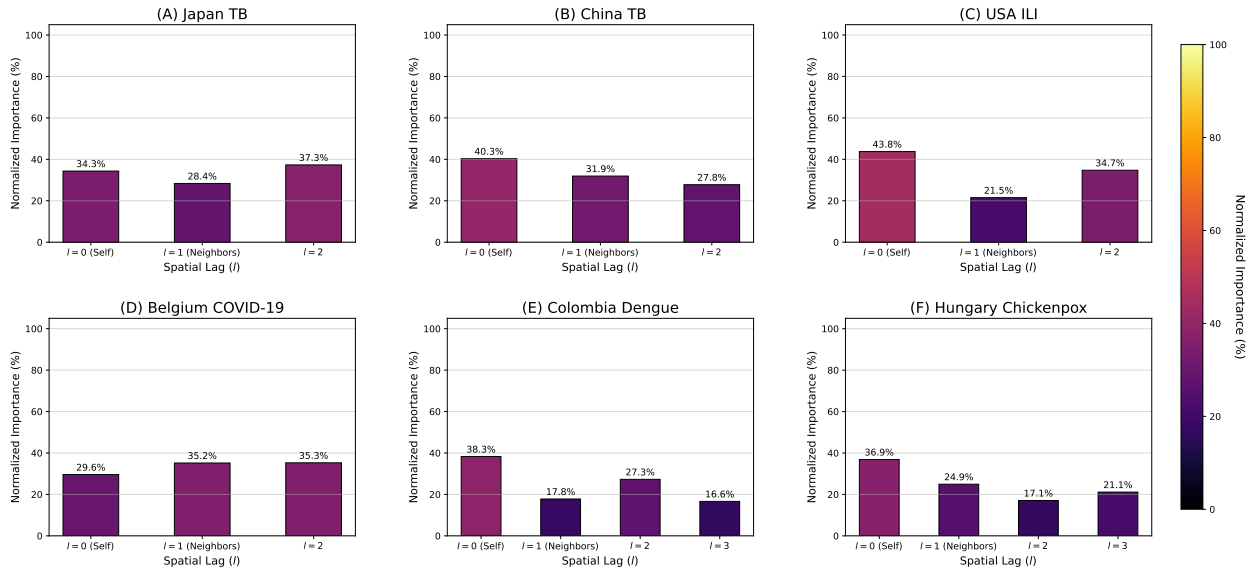 (A) Japan TB
Normalized Importance (%)
100
80
60
40
20
0
34.3%
28.4%
37.3%
l = 0 (Self)
l = 1 (Neighbors)
l = 2
Spatial Lag (l)
(B) China TB
Normalized Importance (%)
100
80
60
40
20
0
40.3%
31.9%
27.8%
l = 0 (Self)
l = 1 (Neighbors)
l = 2
Spatial Lag (l)
(C) USA ILI
Normalized Importance (%)
100
80
60
40
20
0
43.8%
21.5%
34.7%
l = 0 (Self)
l = 1 (Neighbors)
l = 2
Spatial Lag (l)
(D) Belgium COVID-19
Normalized Importance (%)
100
80
60
40
20
0
29.6%
35.2%
35.3%
l = 0 (Self)
l = 1 (Neighbors)
l = 2
Spatial Lag (l)
(E) Colombia Dengue
Normalized Importance (%)
100
80
60
40
20
0
38.3%
17.8%
27.3%
16.6%
l = 0 (Self)
l = 1 (Neighbors)
l = 2
l = 3
Spatial Lag (l)
(F) Hungary Chickenpox
Normalized Importance (%)
100
80
60
40
20
0
36.9%
24.9%
17.1%
21.1%
l = 0 (Self)
l = 1 (Neighbors)
l = 2
l = 3
Spatial Lag (l)
100
80
60
40
20
0
Normalized Importance (%)